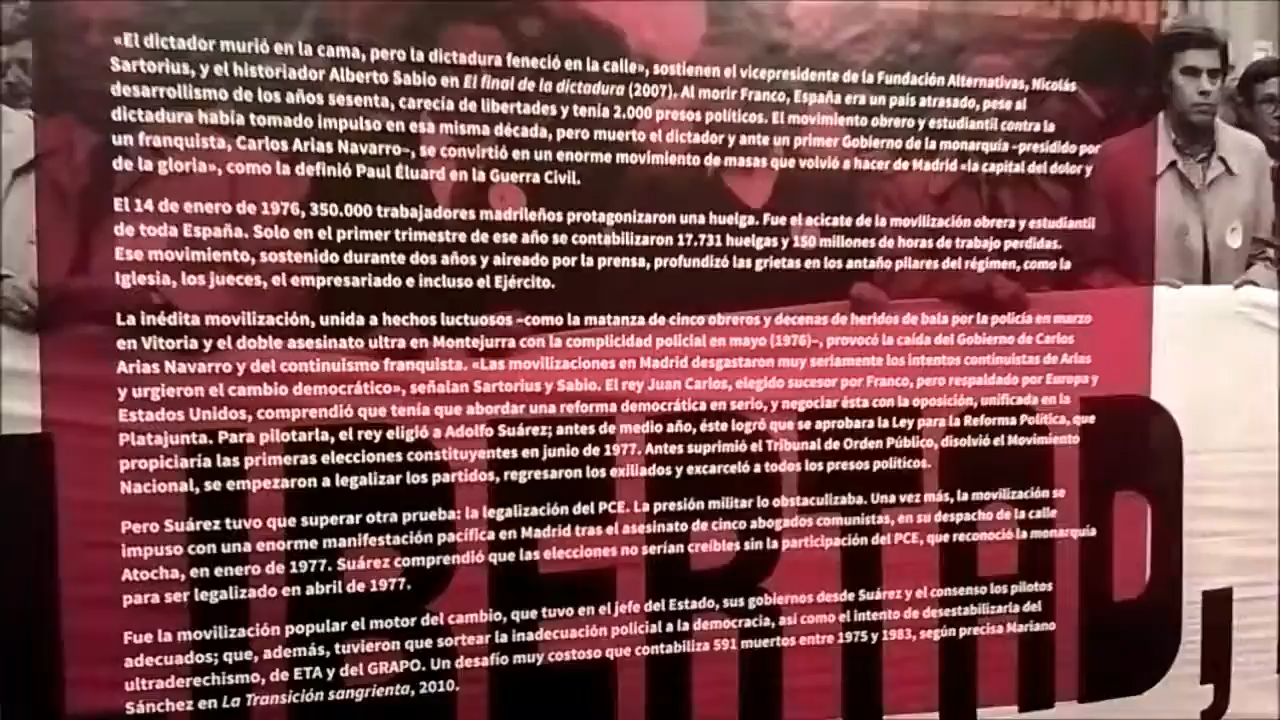 «El dictador murió en la cama, pero la dictadura feneció en la calle», sostienen el vicepresidente de la Fundación Alternativas, Nicolás
Sartorius, y el historiador Alberto Sabio en El final de la dictadura (2007). Al morir Franco, España era un país atrasado, pese al
desarrollismo de los años sesenta, carecía de libertades y tenía 2.000 presos políticos. El movimiento obrero y estudiantil contra la
dictadura había tomado impulso en esa misma década, pero muerto el dictador y ante un primer Gobierno de la monarquía –presidido por
un franquista, Carlos Arias Navarro–, se convirtió en un enorme movimiento de masas que volvió a hacer de Madrid «la capital del dolor y
de la gloria», como la definió Paul Éluard en la Guerra Civil.
El 14 de enero de 1976, 350.000 trabajadores madrileños protagonizaron una huelga. Fue el acicate de la movilización obrera y estudiantil
de toda España. Solo en el primer trimestre de ese año se contabilizaron 17.731 huelgas y 150 millones de horas de trabajo perdidas.
Ese movimiento, sostenido durante dos años y aireado por la prensa, profundizó las grietas en los antaño pilares del régimen, como la
Iglesia, los jueces, el empresariado e incluso el Ejército.
La inédita movilización, unida a hechos luctuosos –como la matanza de cinco obreros y decenas de heridos de bala por la policía en marzo
en Vitoria y el doble asesinato ultra en Montejurra con la complicidad policial en mayo (1976)–, provocó la caída del Gobierno de Carlos
Arias Navarro y del continuismo franquista. «Las movilizaciones en Madrid desgastaron muy seriamente los intentos continuistas de Arias
y urgieron el cambio democrático», señalan Sartorius y Sabio. El rey Juan Carlos, elegido sucesor por Franco, pero respaldado por Europa y
Estados Unidos, comprendió que tenía que abordar una reforma democrática en serio, y negociar ésta con la oposición, unificada en la
Platajunta. Para pilotarla, el rey eligió a Adolfo Suárez; antes de medio año, éste logró que se aprobara la Ley para la Reforma Política, que
propiciaría las primeras elecciones constituyentes en junio de 1977. Antes suprimió el Tribunal de Orden Público, disolvió el Movimiento
Nacional, se empezaron a legalizar los partidos, regresaron los exiliados y excarceló a todos los presos políticos.
Pero Suárez tuvo que superar otra prueba: la legalización del PCE. La presión militar lo obstaculizaba. Una vez más, la movilización se
impuso con una enorme manifestación pacífica en Madrid tras el asesinato de cinco abogados comunistas, en su despacho de la calle
Atocha, en enero de 1977. Suárez comprendió que las elecciones no serían creíbles sin la participación del PCE, que reconoció la monarquía
para ser legalizado en abril de 1977.
Fue la movilización popular el motor del cambio, que tuvo en el jefe del Estado, sus gobiernos desde Suárez y el consenso los pilotos
adecuados; que, además, tuvieron que sortear la inadecuación policial a la democracia, así como el intento de desestabilizarla del
ultraderechismo, de ETA y del GRAPO. Un desafío muy costoso que contabiliza 591 muertos entre 1975 y 1983, según precisa Mariano
Sánchez en La Transición sangrienta, 2010.
LIBERTAD,